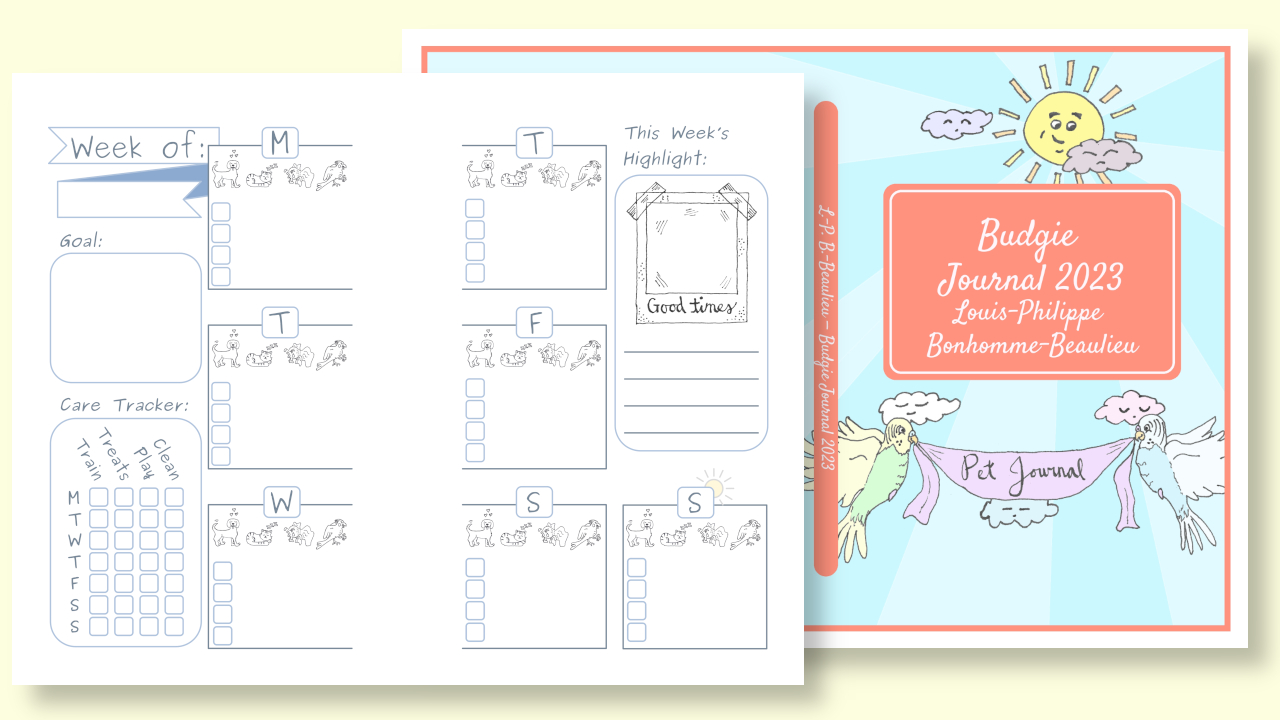 Week of:
Goal:
Care Tracker:
Train Treats Play Clean
M
T
W
T
F
S
S
M
T
W
T
F
S
S
This Week's
Highlight:
Good times
L.-P. B.-Beaulieu – Budgie Journal 2023
Budgie
Journal 2023
Louis-Philippe
Bonhomme-Beaulieu
Pet Journal